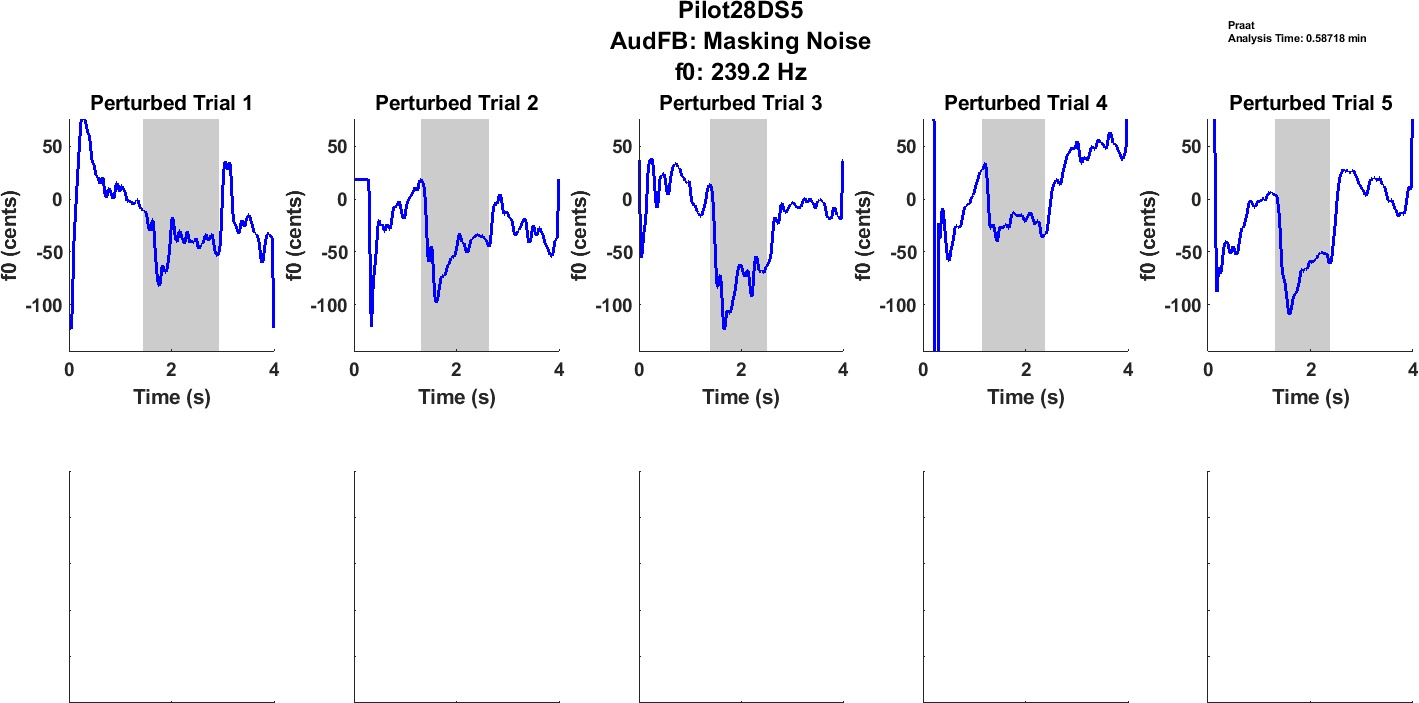 Pilot28DS5
AudFB: Masking Noise
f0: 239.2 Hz
Praat
Analysis Time: 0.58718 min
Perturbed Trial 1
50
0
-50
-100
f0 (cents)
0 2 4
Time (s)
Perturbed Trial 2
50
0
-50
-100
f0 (cents)
0 2 4
Time (s)
Perturbed Trial 3
50
0
-50
-100
f0 (cents)
0 2 4
Time (s)
Perturbed Trial 4
50
0
-50
-100
f0 (cents)
0 2 4
Time (s)
Perturbed Trial 5
50
0
-50
-100
f0 (cents)
0 2 4
Time (s)